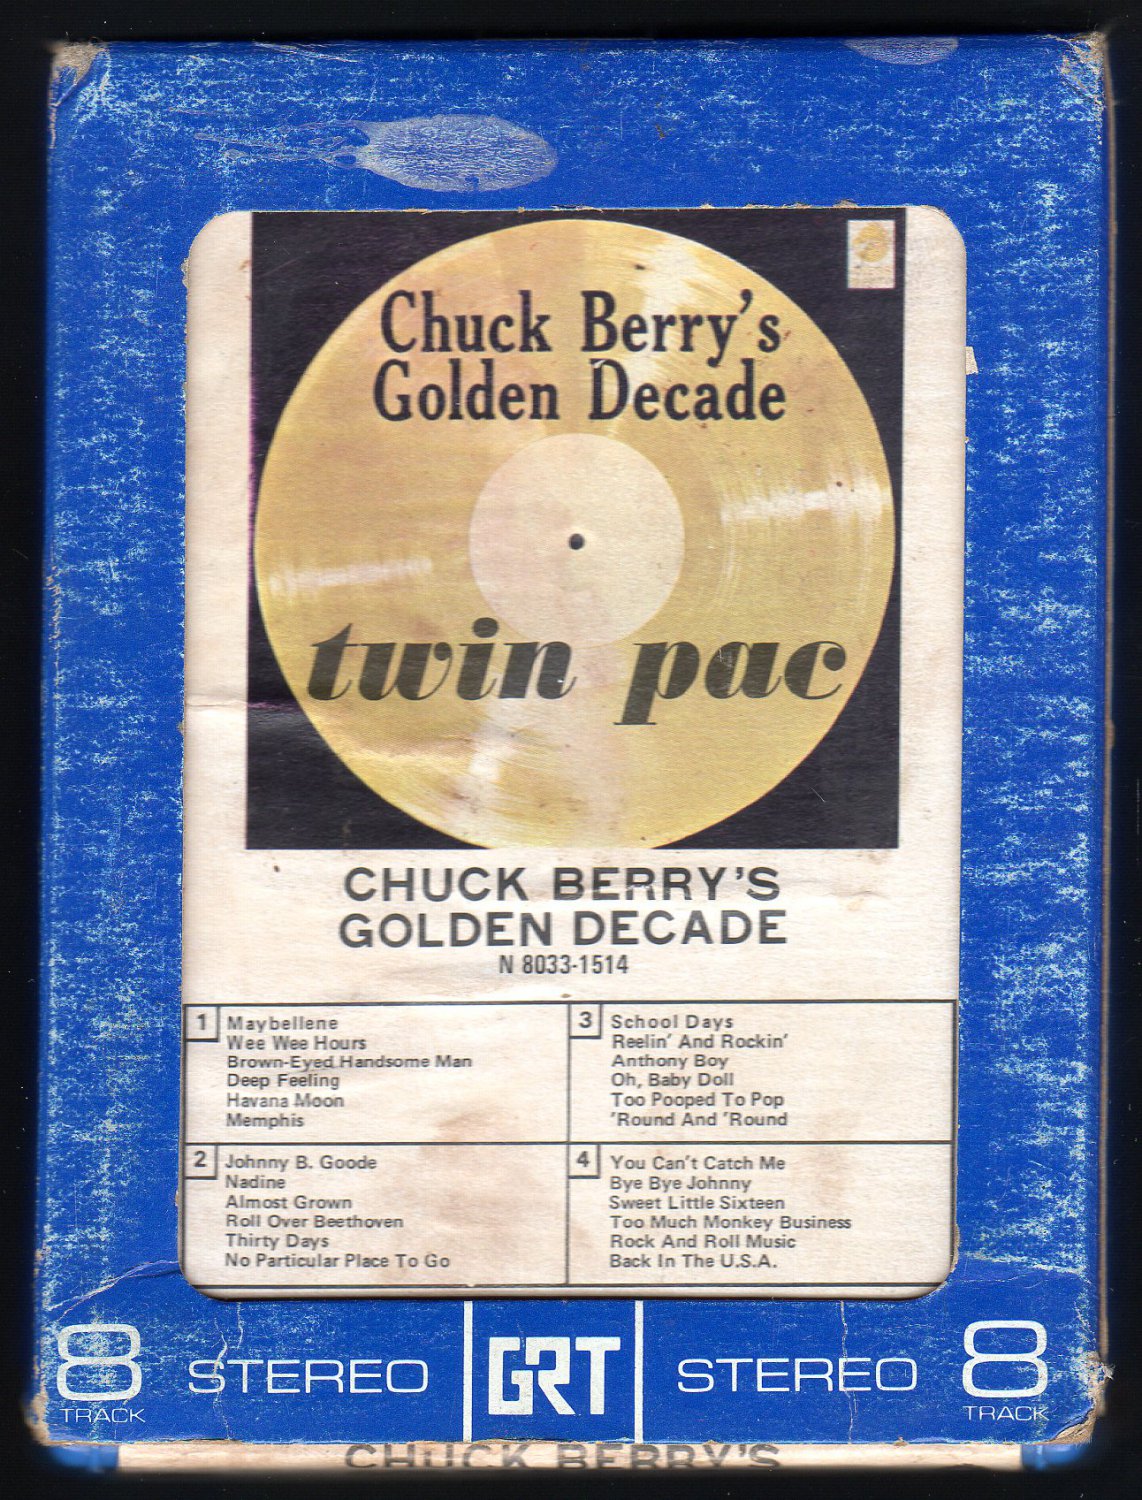 Chuck Berry's
Golden Decade
twin pac
CHUCK BERRY'S
GOLDEN DECADE
N 8033-1514
1
Maybellene
Wee Wee Hours
Brown-Eyed Handsome Man
Deep Feeling
Havana Moon
Memphis
2
Johnny B. Goode
Nadine
Almost Grown
Roll Over Beethoven
Thirty Days
No Particular Place To Go
3
School Days
Reelin' And Rockin'
Anthony Boy
Oh, Baby Doll
Too Pooped To Pop
'Round And 'Round
4
You Can't Catch Me
Bye Bye Johnny
Sweet Little Sixteen
Too Much Monkey Business
Rock And Roll Music
Back In The U.S.A.
8 TRACK STEREO GRT STEREO 8 TRACK
CHUCK BERRY'S